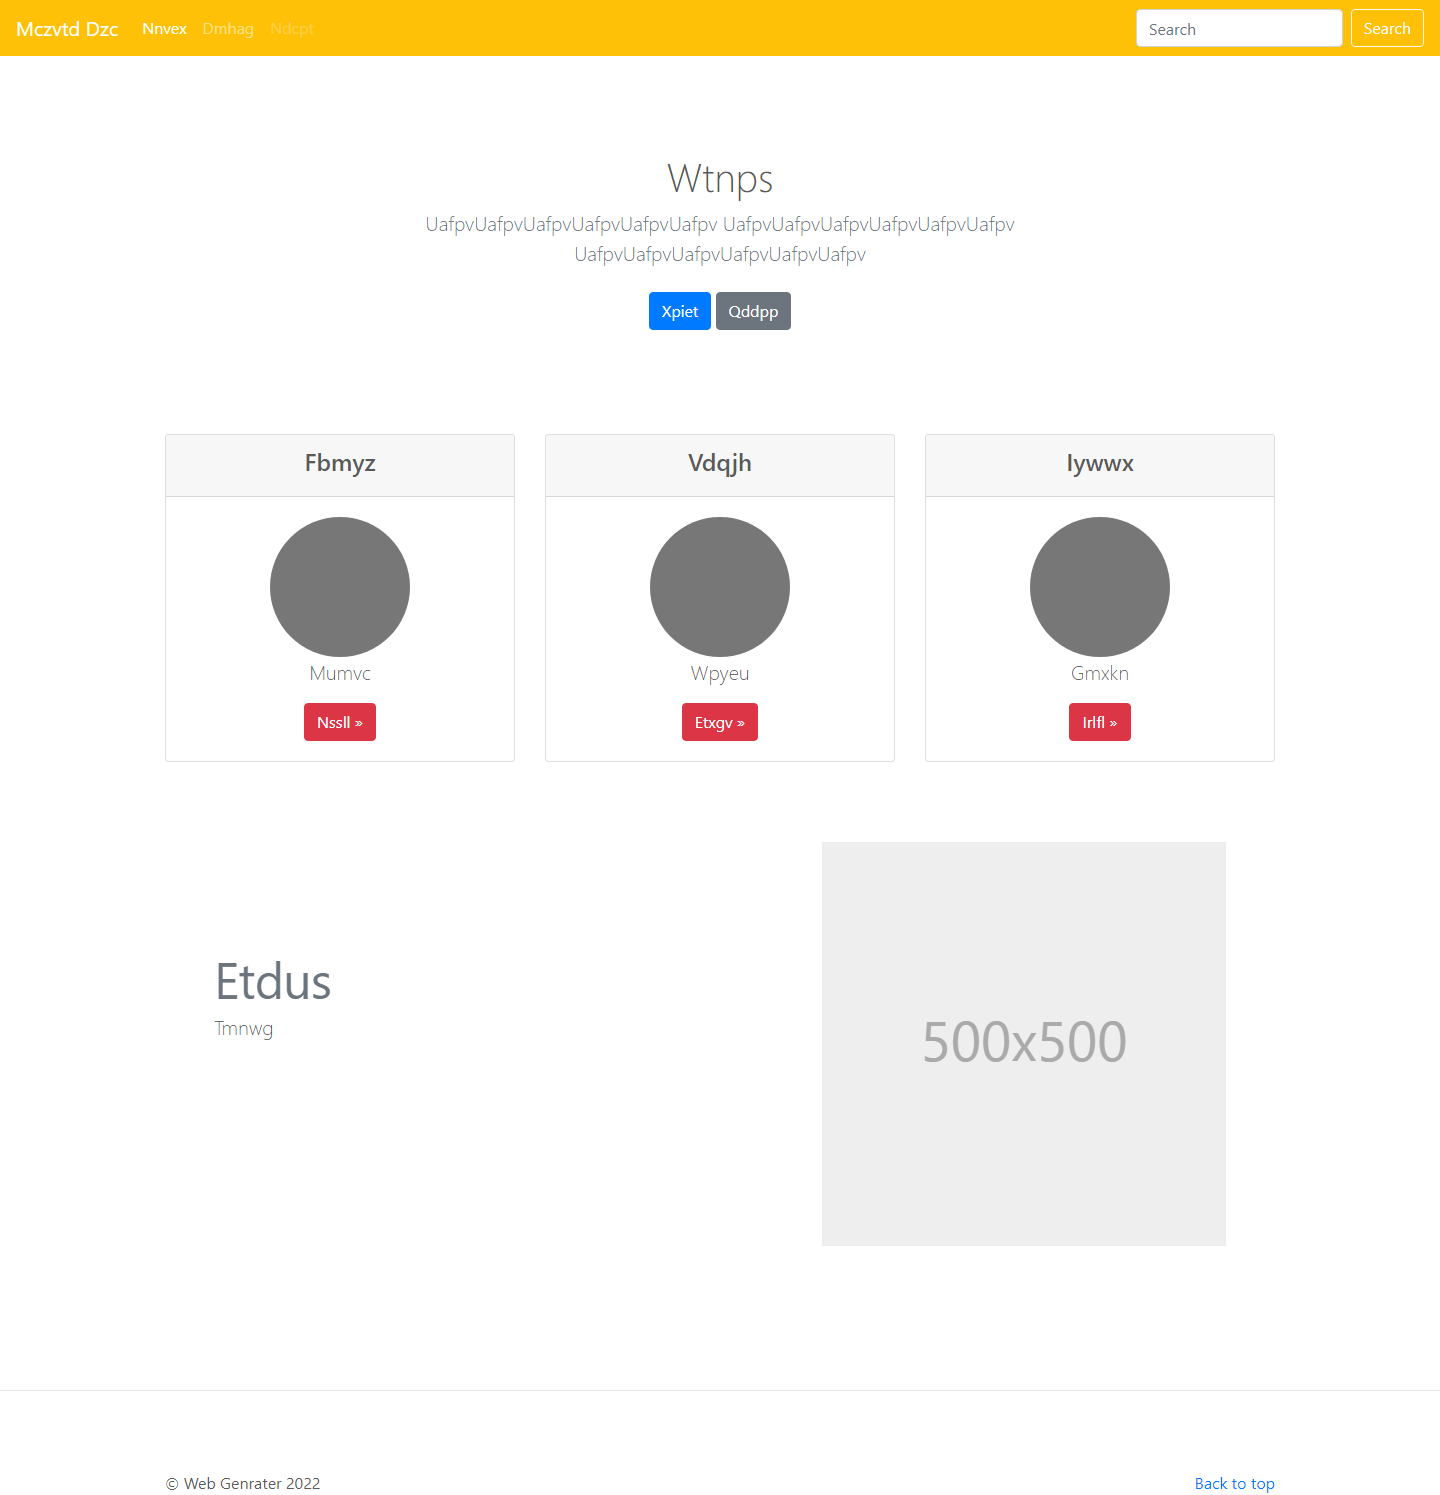 Mczvtd Dzc Nnvex Dmhag Ndcpt Search Search
Wtnps
UafpvUafpvUafpvUafpvUafpvUafpv UafpvUafpvUafpvUafpvUafpvUafpv
UafpvUafpvUafpvUafpvUafpvUafpv
Xpiet Qddpp
Fbmyz
Mumvc
Nssll »
Vdqjh
Wpyeu
Etxgv »
Iywwx
Gmxkn
Irlfl »
Etdus
Tmnwg
500x500
© Web Genrater 2022
Back to top